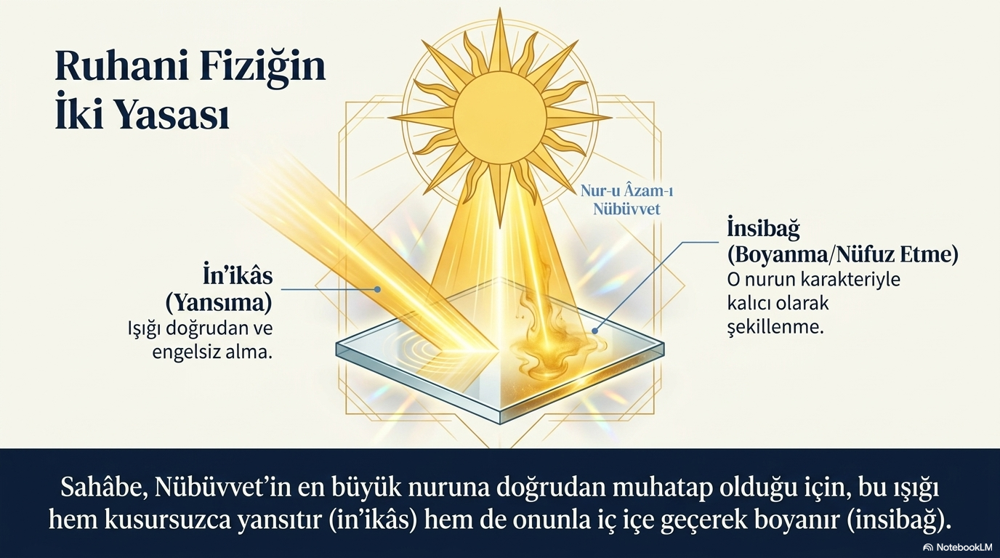 Ruhani Fiziğin
İki Yasası
Nur-u Âzam-ı
Nübüvvet
İn’ikâs
(Yansıma)
Işığı doğrudan ve
engelsiz alma.
İnsibağ
(Boyanma/Nüfuz Etme)
O nurun karakteriyle
kalıcı olarak
şekillenme.
Sahâbe, Nübüvvet’in en büyük nuruna doğrudan muhatap olduğu için, bu ışığı
hem kusursuzca yansıtır (in’ikâs) hem de onunla iç içe geçerek boyanır (insibağ).
NotebookLM